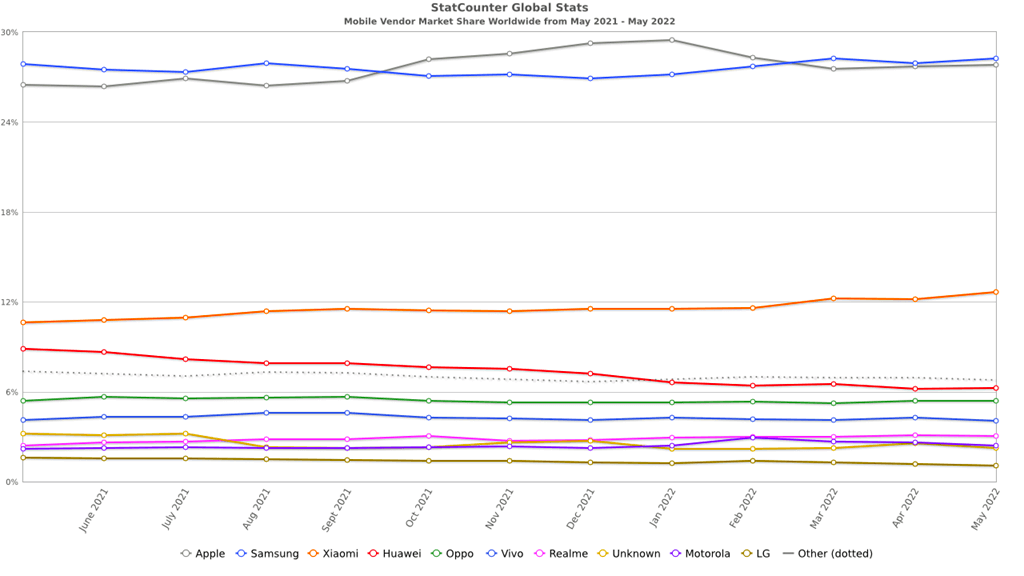 StatCounter Global Stats
Mobile Vendor Market Share Worldwide from May 2021 - May 2022
30%
24%
18%
12%
6%
0%
June 2021
July 2021
Aug 2021
Sept 2021
Oct 2021
Nov 2021
Dec 2021
Jan 2022
Feb 2022
Mar 2022
Apr 2022
May 2022
Apple Samsung Xiaomi Huawei Oppo Vivo Realme Unknown Motorola LG Other (dotted)